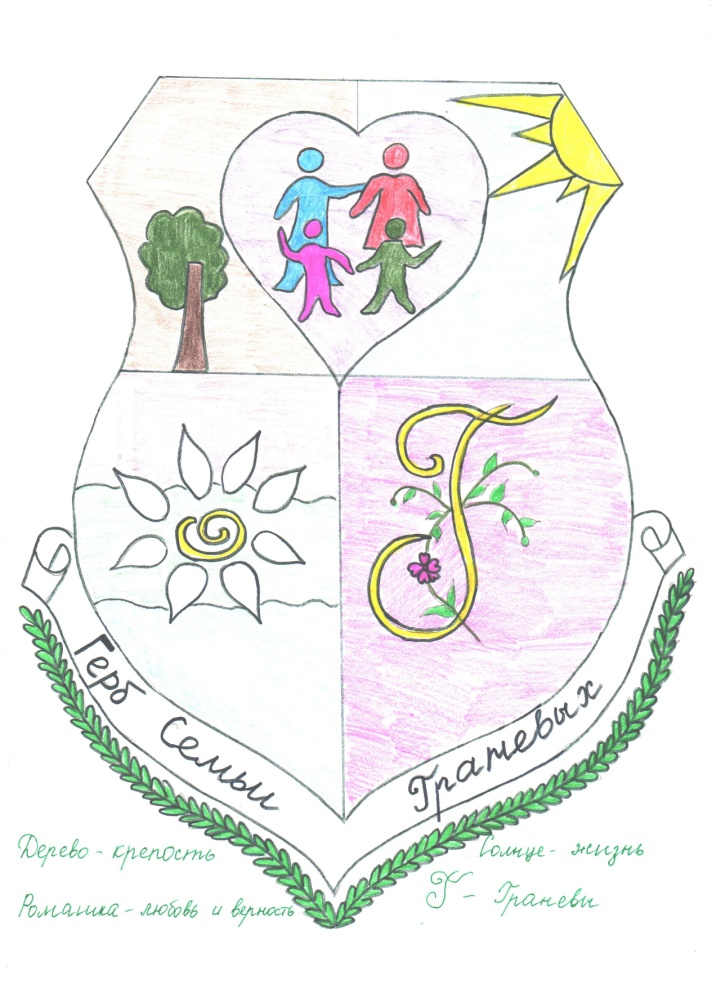 Герб Семьи Граневых
Дерево - крепость
Солнце - жизнь
Ромашка - любовь и верность
Г - Граневы